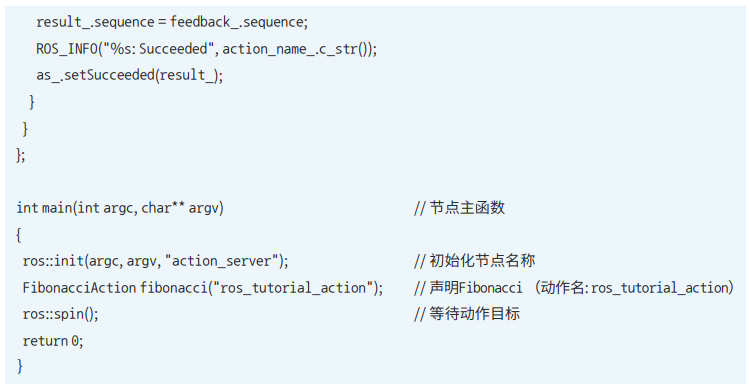 result_.sequence = feedback_.sequence;
ROS_INFO("%s: Succeeded", action_name_.c_str());
as_.setSucceeded(result_);
}
}
};
int main(int argc, char** argv) // 节点主函数
{
ros::init(argc, argv, "action_server"); // 初始化节点名称
FibonacciAction fibonacci("ros_tutorial_action"); // 声明Fibonacci （动作名: ros_tutorial_action）
ros::spin(); // 等待动作目标
return 0;
}